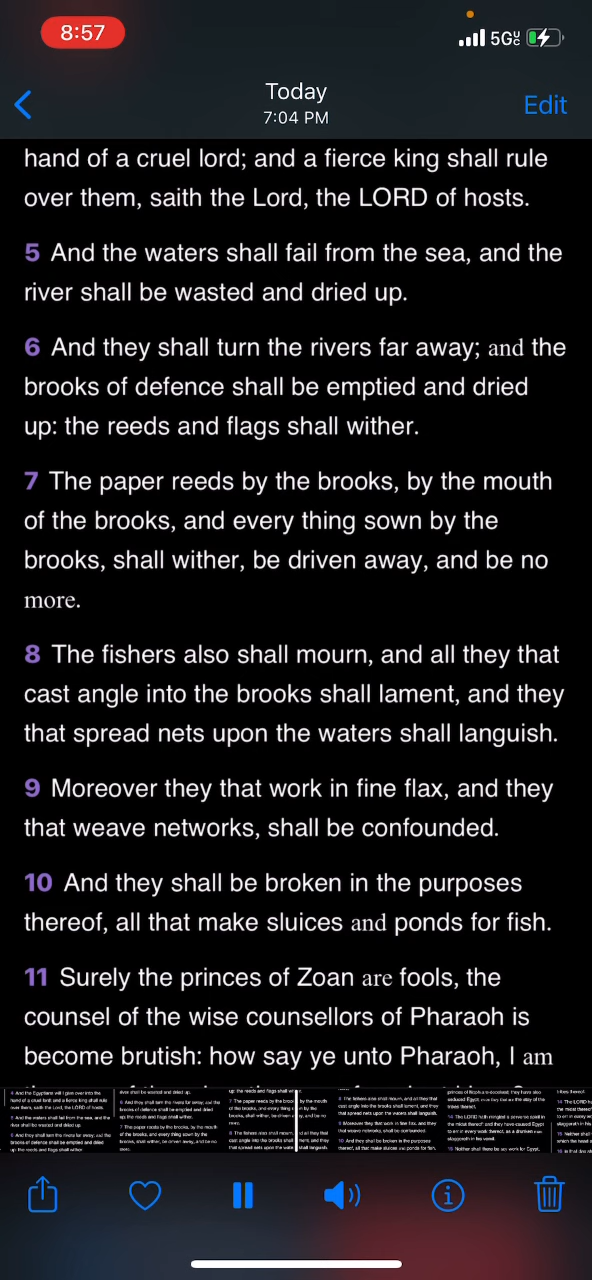 8:57
5G
Today
7:04 PM
Edit
hand of a cruel lord; and a fierce king shall rule
over them, saith the Lord, the LORD of hosts.
5 And the waters shall fail from the sea, and the
river shall be wasted and dried up.
6 And they shall turn the rivers far away; and the
brooks of defence shall be emptied and dried
up: the reeds and flags shall wither.
7 The paper reeds by the brooks, by the mouth
of the brooks, and every thing sown by the
brooks, shall wither, be driven away, and be no
more.
8 The fishers also shall mourn, and all they that
cast angle into the brooks shall lament, and they
that spread nets upon the waters shall languish.
9 Moreover they that work in fine flax, and they
that weave networks, shall be confounded.
10 And they shall be broken in the purposes
thereof, all that make sluices and ponds for fish.
11 Surely the princes of Zoan are fools, the
counsel of the wise counsellors of Pharaoh is
become brutish: how say ye unto Pharaoh, I am